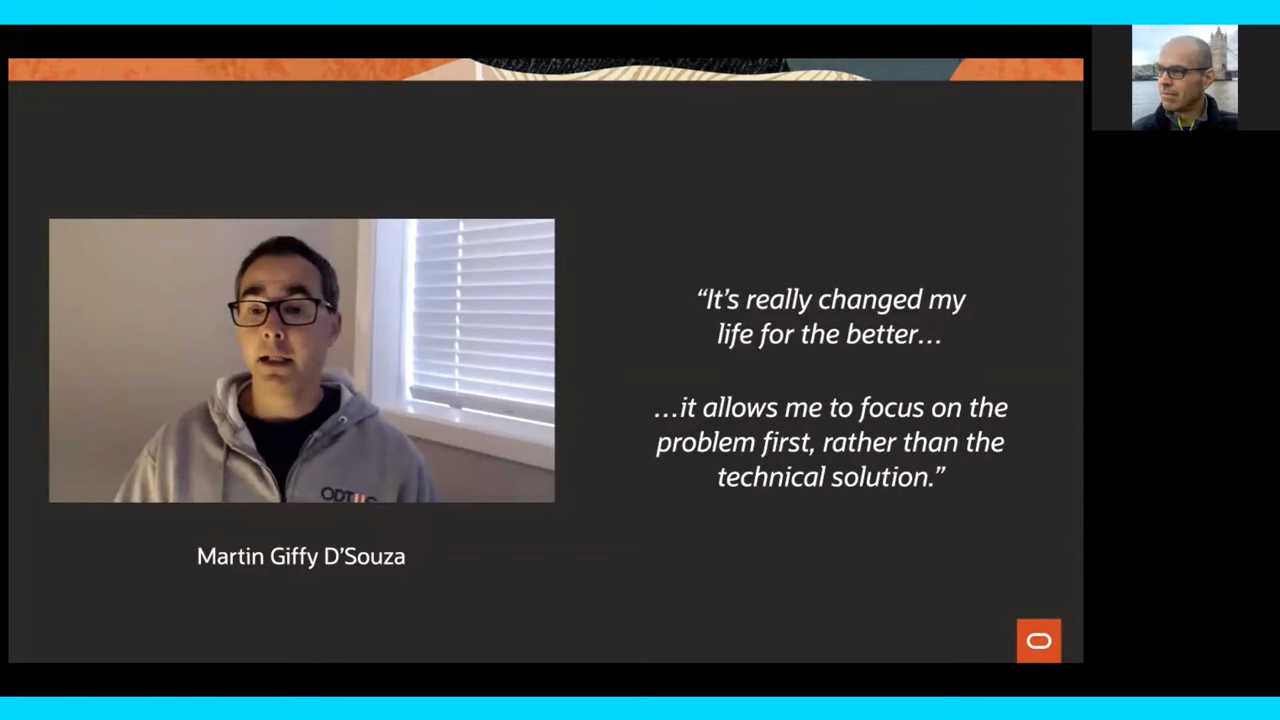 “It’s really changed my
life for the better…
…it allows me to focus on the
problem first, rather than the
technical solution.”
ODTUG
Martin Giffy D’Souza